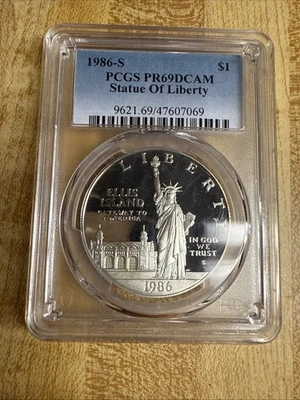 1986-S $1
PCGS PR69DCAM
Statue Of Liberty
9621.69/47607069
LIBERTY
ELLIS
ISLAND
GATEWAY TO
AMERICA
IN GOD
WE
TRUST
S
1986